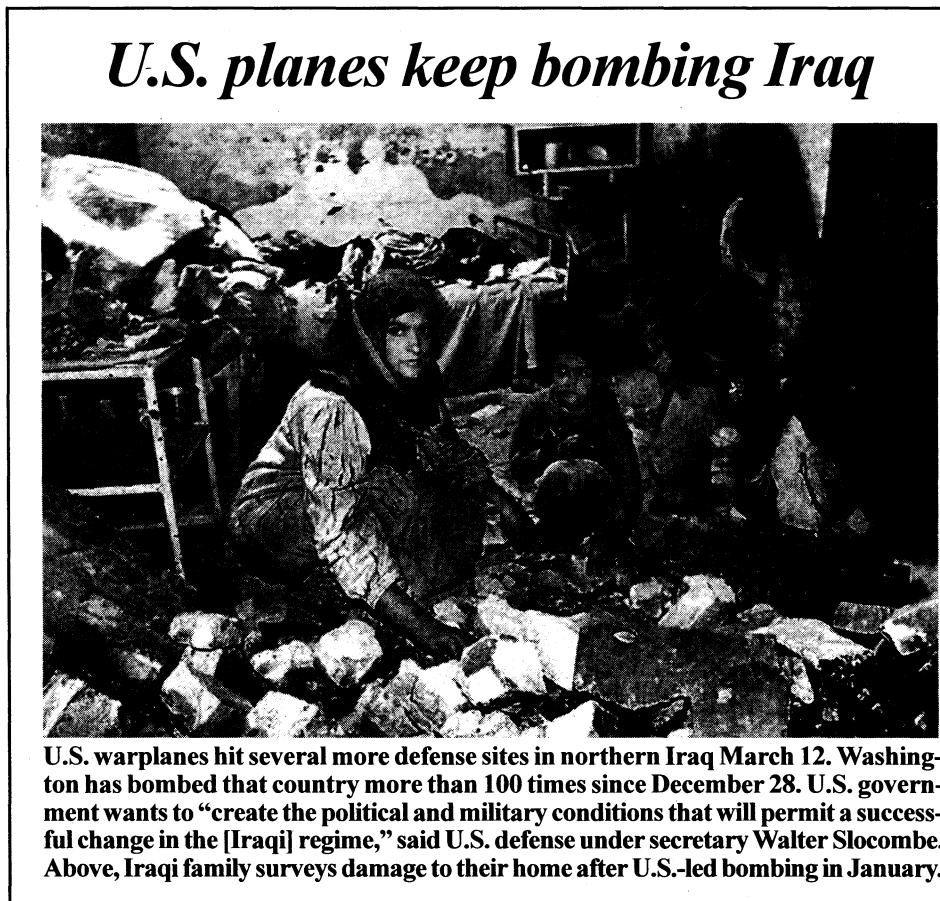 U.S. planes keep bombing Iraq
U.S. warplanes hit several more defense sites in northern Iraq March 12. Washing-
ton has bombed that country more than 100 times since December 28. U.S. govern-
ment wants to “create the political and military conditions that will permit a success-
ful change in the [Iraqi] regime,” said U.S. defense under secretary Walter Slocombe.
Above, Iraqi family surveys damage to their home after U.S.-led bombing in January.